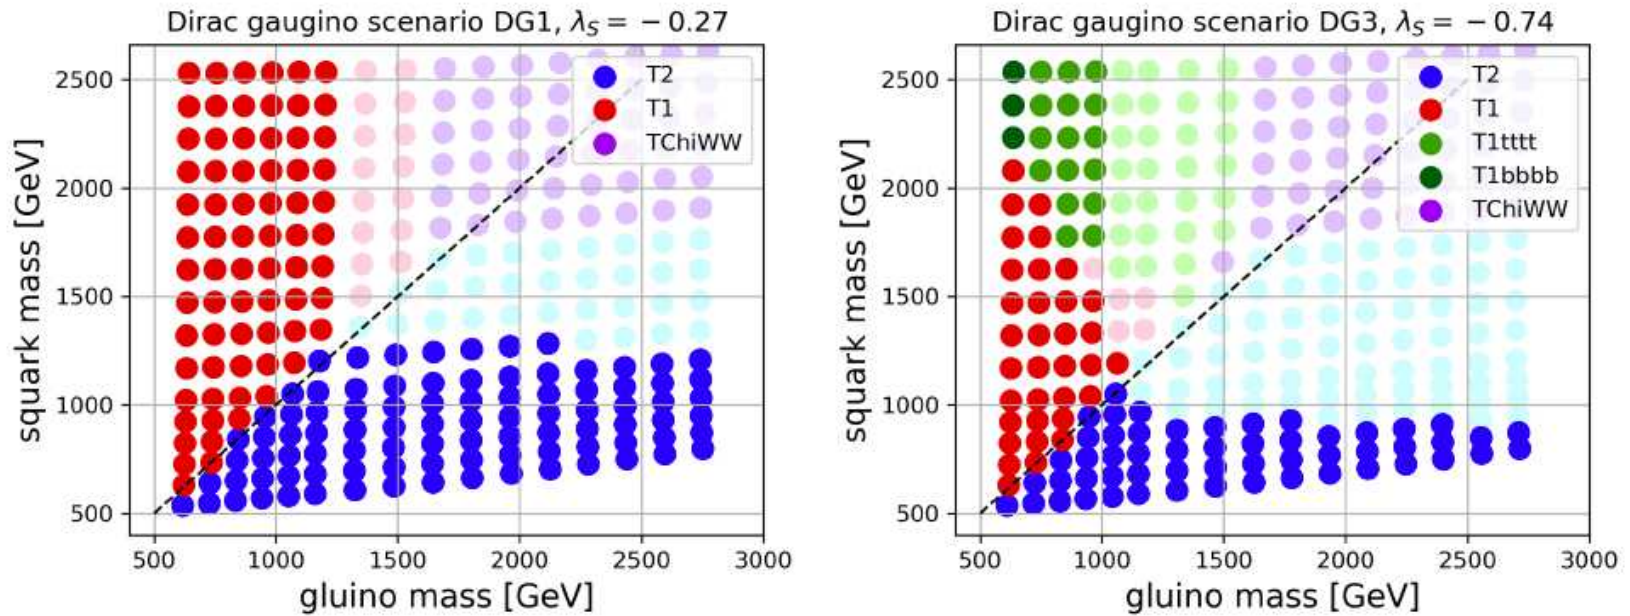 Dirac gaugino scenario DG1, λ_S = −0.27
squark mass [GeV]
2500
2000
1500
1000
500
T2
T1
TChiWW
500 1000 1500 2000 2500 3000
gluino mass [GeV]
Dirac gaugino scenario DG3, λ_S = −0.74
squark mass [GeV]
2500
2000
1500
1000
500
T2
T1
T1tttt
T1bbbb
TChiWW
500 1000 1500 2000 2500 3000
gluino mass [GeV]